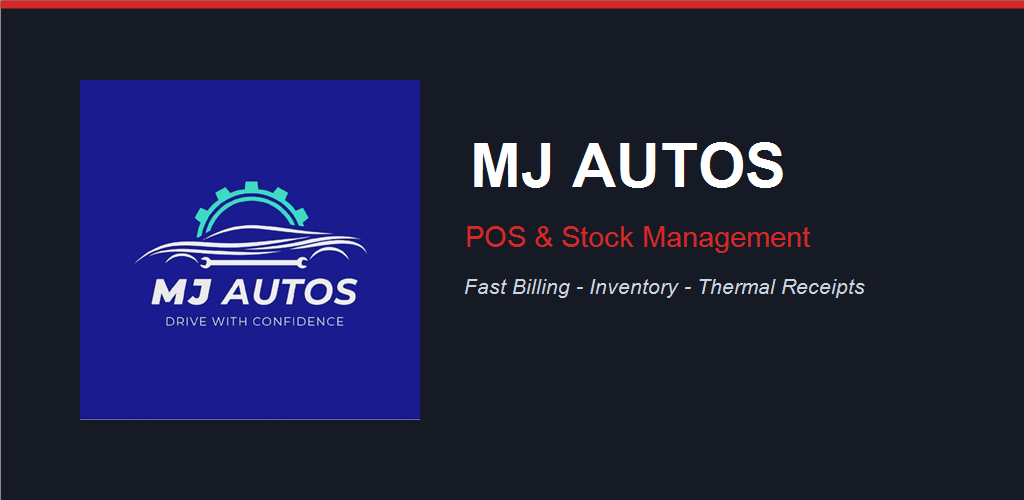 MJ AUTOS
DRIVE WITH CONFIDENCE
MJ AUTOS
POS & Stock Management
Fast Billing - Inventory - Thermal Receipts